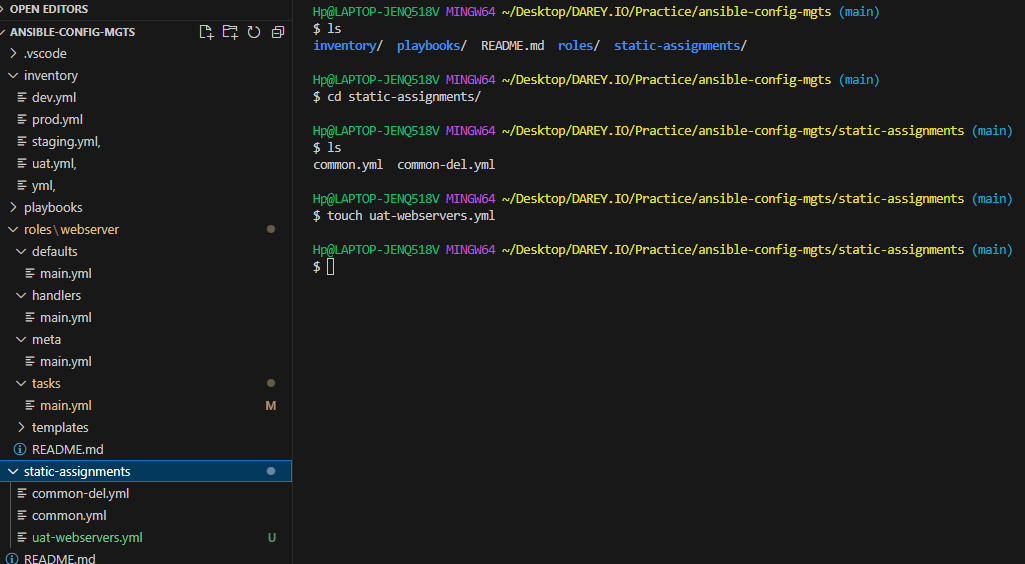 OPEN EDITORS
ANSIBLE-CONFIG-MGTS
.vscode
inventory
dev.yml
prod.yml
staging.yml,
uat.yml,
yml,
playbooks
roles\webserver
defaults
main.yml
handlers
main.yml
meta
main.yml
tasks
main.yml M
templates
README.md
static-assignments
common-del.yml
common.yml
uat-webservers.yml U
README.md
Hp@LAPTOP-JENQ518V MINGW64 ~/Desktop/DAREY.IO/Practice/ansible-config-mgts (main)
$ ls
inventory/ playbooks/ README.md roles/ static-assignments/
Hp@LAPTOP-JENQ518V MINGW64 ~/Desktop/DAREY.IO/Practice/ansible-config-mgts (main)
$ cd static-assignments/
Hp@LAPTOP-JENQ518V MINGW64 ~/Desktop/DAREY.IO/Practice/ansible-config-mgts/static-assignments (main)
$ ls
common.yml common-del.yml
Hp@LAPTOP-JENQ518V MINGW64 ~/Desktop/DAREY.IO/Practice/ansible-config-mgts/static-assignments (main)
$ touch uat-webservers.yml
Hp@LAPTOP-JENQ518V MINGW64 ~/Desktop/DAREY.IO/Practice/ansible-config-mgts/static-assignments (main)
$